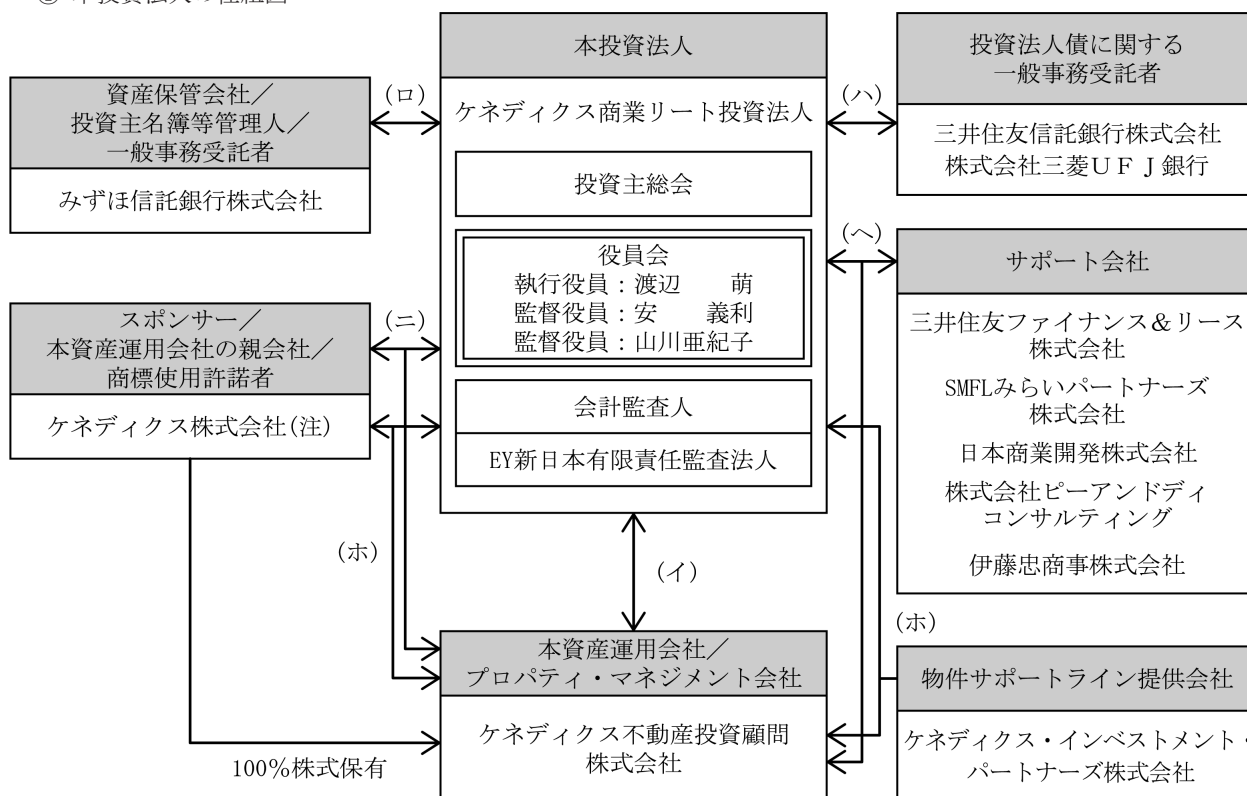 本投資法人
ケネディクス商業リート投資法人
投資主総会
役員会
執行役員：渡辺　　萌
監督役員：安　　義利
監督役員：山川亜紀子
会計監査人
EY新日本有限責任監査法人
資産保管会社／
投資主名簿等管理人／
一般事務受託者
みずほ信託銀行株式会社
(ロ)
(ハ)
投資法人債に関する
一般事務受託者
三井住友信託銀行株式会社
株式会社三菱ＵＦＪ銀行
スポンサー／
本資産運用会社の親会社／
商標使用許諾者
ケネディクス株式会社(注)
(ニ)
(ヘ)
サポート会社
三井住友ファイナンス＆リース
株式会社
SMFLみらいパートナーズ
株式会社
日本商業開発株式会社
株式会社ピーアンドディ
コンサルティング
伊藤忠商事株式会社
(ホ)
(イ)
(ホ)
本資産運用会社／
プロパティ・マネジメント会社
ケネディクス不動産投資顧問
株式会社
100％株式保有
物件サポートライン提供会社
ケネディクス・インベストメント・
パートナーズ株式会社